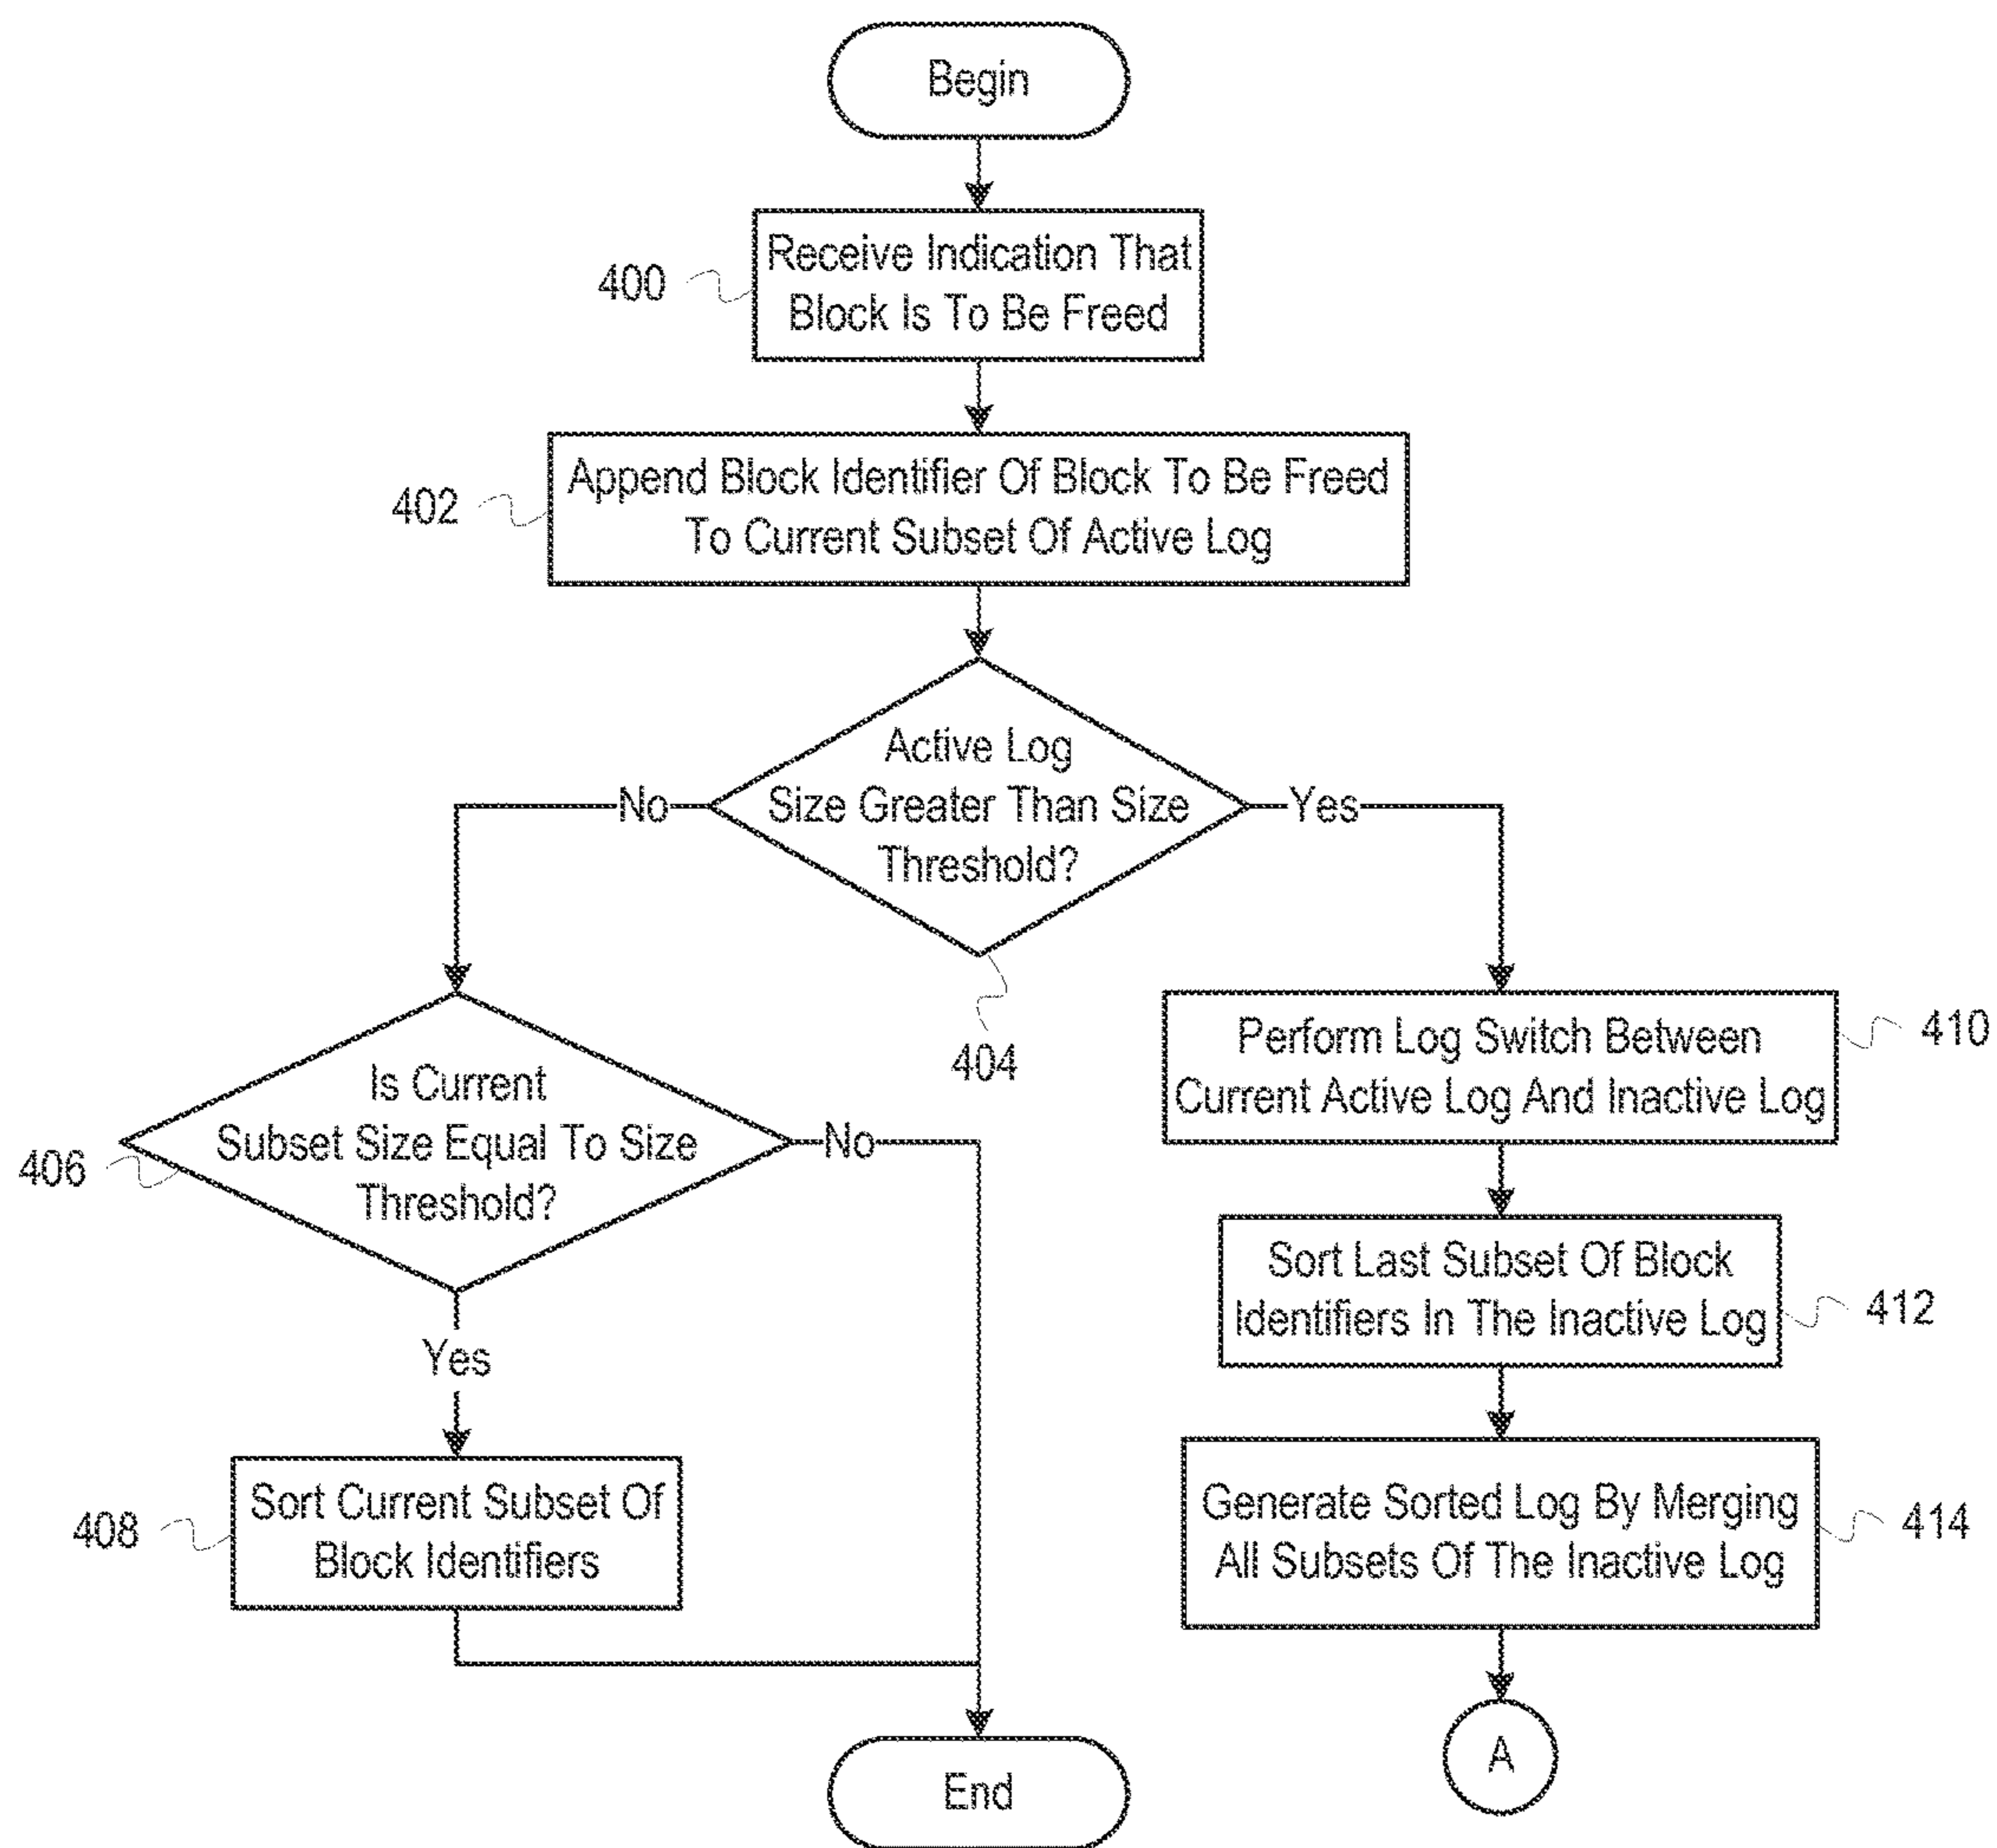 Begin
400
Receive Indication That
Block Is To Be Freed
402
Append Block Identifier Of Block To Be Freed
To Current Subset Of Active Log
Active Log
Size Greater Than Size
Threshold?
No
Yes
404
Is Current
Subset Size Equal To Size
Threshold?
406
No
Yes
408
Sort Current Subset Of
Block Identifiers
End
Perform Log Switch Between
Current Active Log And Inactive Log
410
Sort Last Subset Of Block
Identifiers In The Inactive Log
412
Generate Sorted Log By Merging
All Subsets Of The Inactive Log
414
A